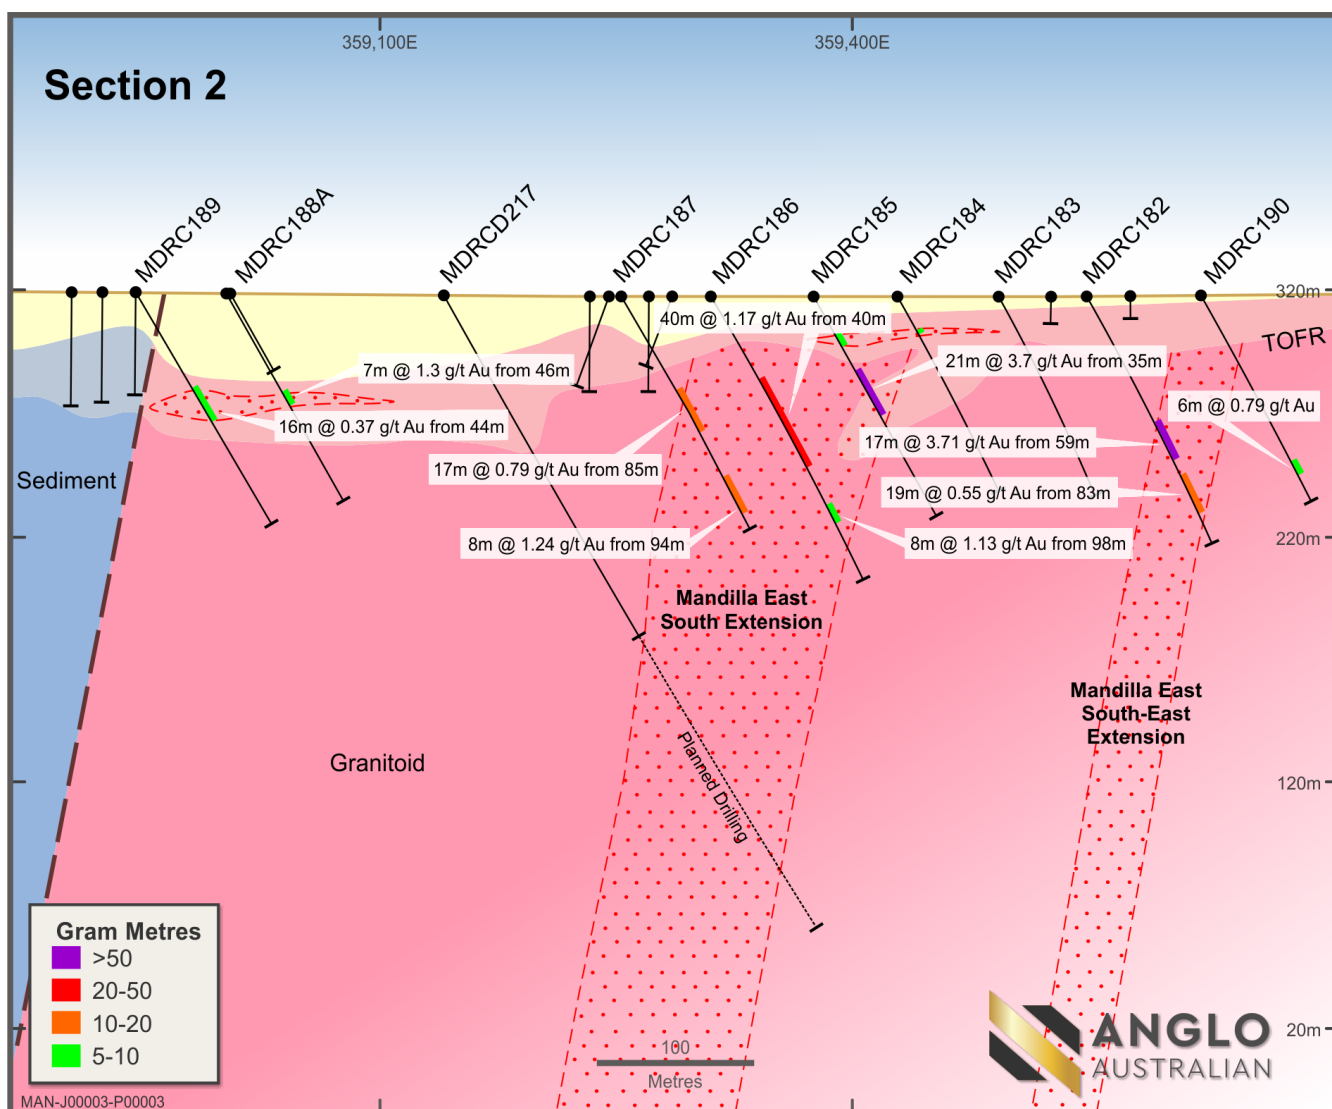 359,100E
359,400E
Section 2
MDRC189
MDRC188A
MDRCD217
MDRC187
MDRC186
MDRC185
MDRC184
MDRC183
MDRC182
MDRC190
320m
40m @ 1.17 g/t Au from 40m
TOFR
7m @ 1.3 g/t Au from 46m
21m @ 3.7 g/t Au from 35m
6m @ 0.79 g/t Au
16m @ 0.37 g/t Au from 44m
17m @ 3.71 g/t Au from 59m
17m @ 0.79 g/t Au from 85m
Sediment
19m @ 0.55 g/t Au from 83m
8m @ 1.24 g/t Au from 94m
8m @ 1.13 g/t Au from 98m
220m
Mandilla East
South Extension
Mandilla East
South-East
Extension
Planned Drilling
Granitoid
120m
Gram Metres
>50
20-50
10-20
5-10
100
Metres
ANGLO
AUSTRALIAN
20m
MAN-J00003-P00003